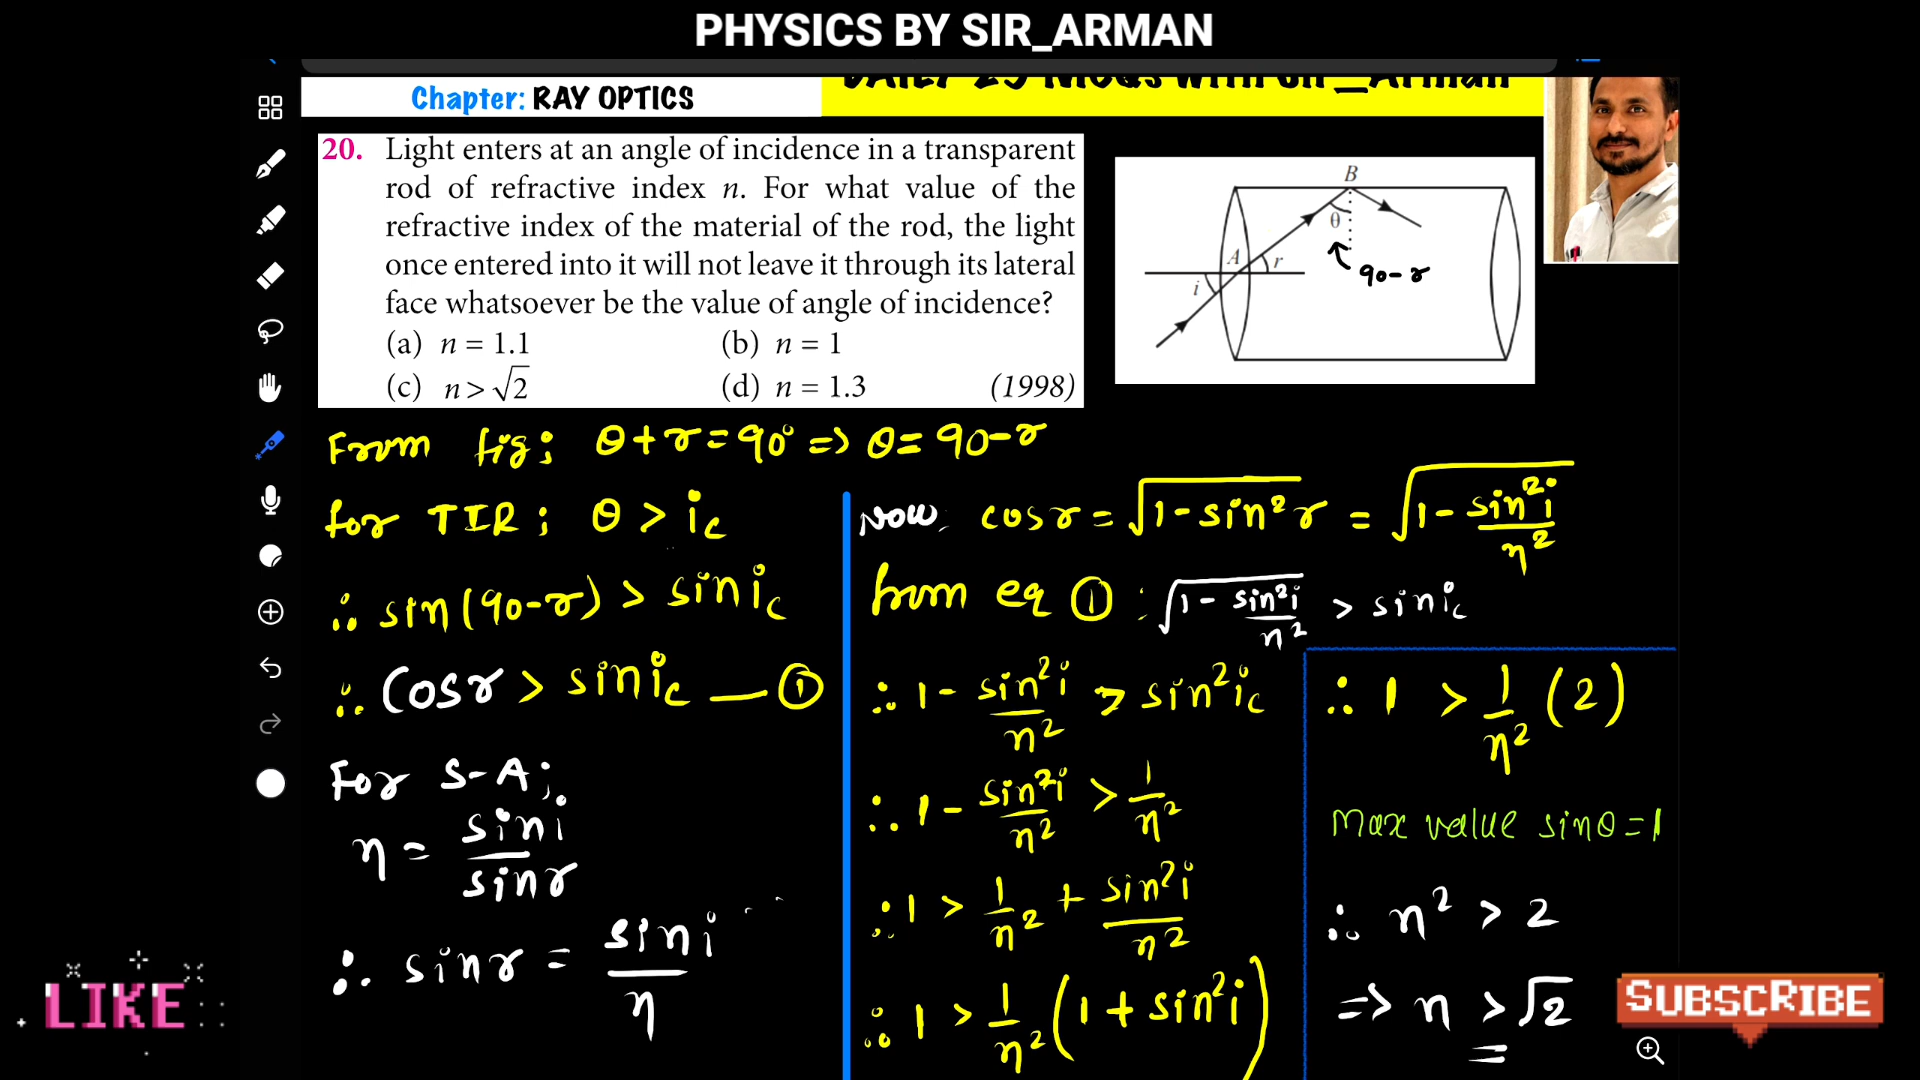 PHYSICS BY SIR_ARMAN
Chapter: RAY OPTICS
20. Light enters at an angle of incidence in a transparent
rod of refractive index n. For what value of the
refractive index of the material of the rod, the light
once entered into it will not leave it through its lateral
face whatsoever be the value of angle of incidence?
(a) n = 1.1 (b) n = 1
(c) n > √2 (d) n = 1.3 (1998)
B
θ
A
r
i
90-r
From fig; θ+r=90° => θ= 90-r
for TIR; θ > ic
∴ sin(90-r) > sin ic
∴ Cosr > sin ic — ①
For S-A;
η = sini / sinr
∴ sinr = sini / η
Now, cosr = √1-sin²r = √1 - sin²i/η²
from eq ① : √1 - sin²i/η² > sin ic
∴ 1 - sin²i/η² > sin²ic
∴ 1 - sin²i/η² > 1/η²
∴ 1 > 1/η² + sin²i/η²
∴ 1 > 1/η² (1 + sin²i)
∴ 1 > 1/η² (2)
Max value sinθ=1
∴ η² > 2
=> η > √2
LIKE
SUBSCRIBE